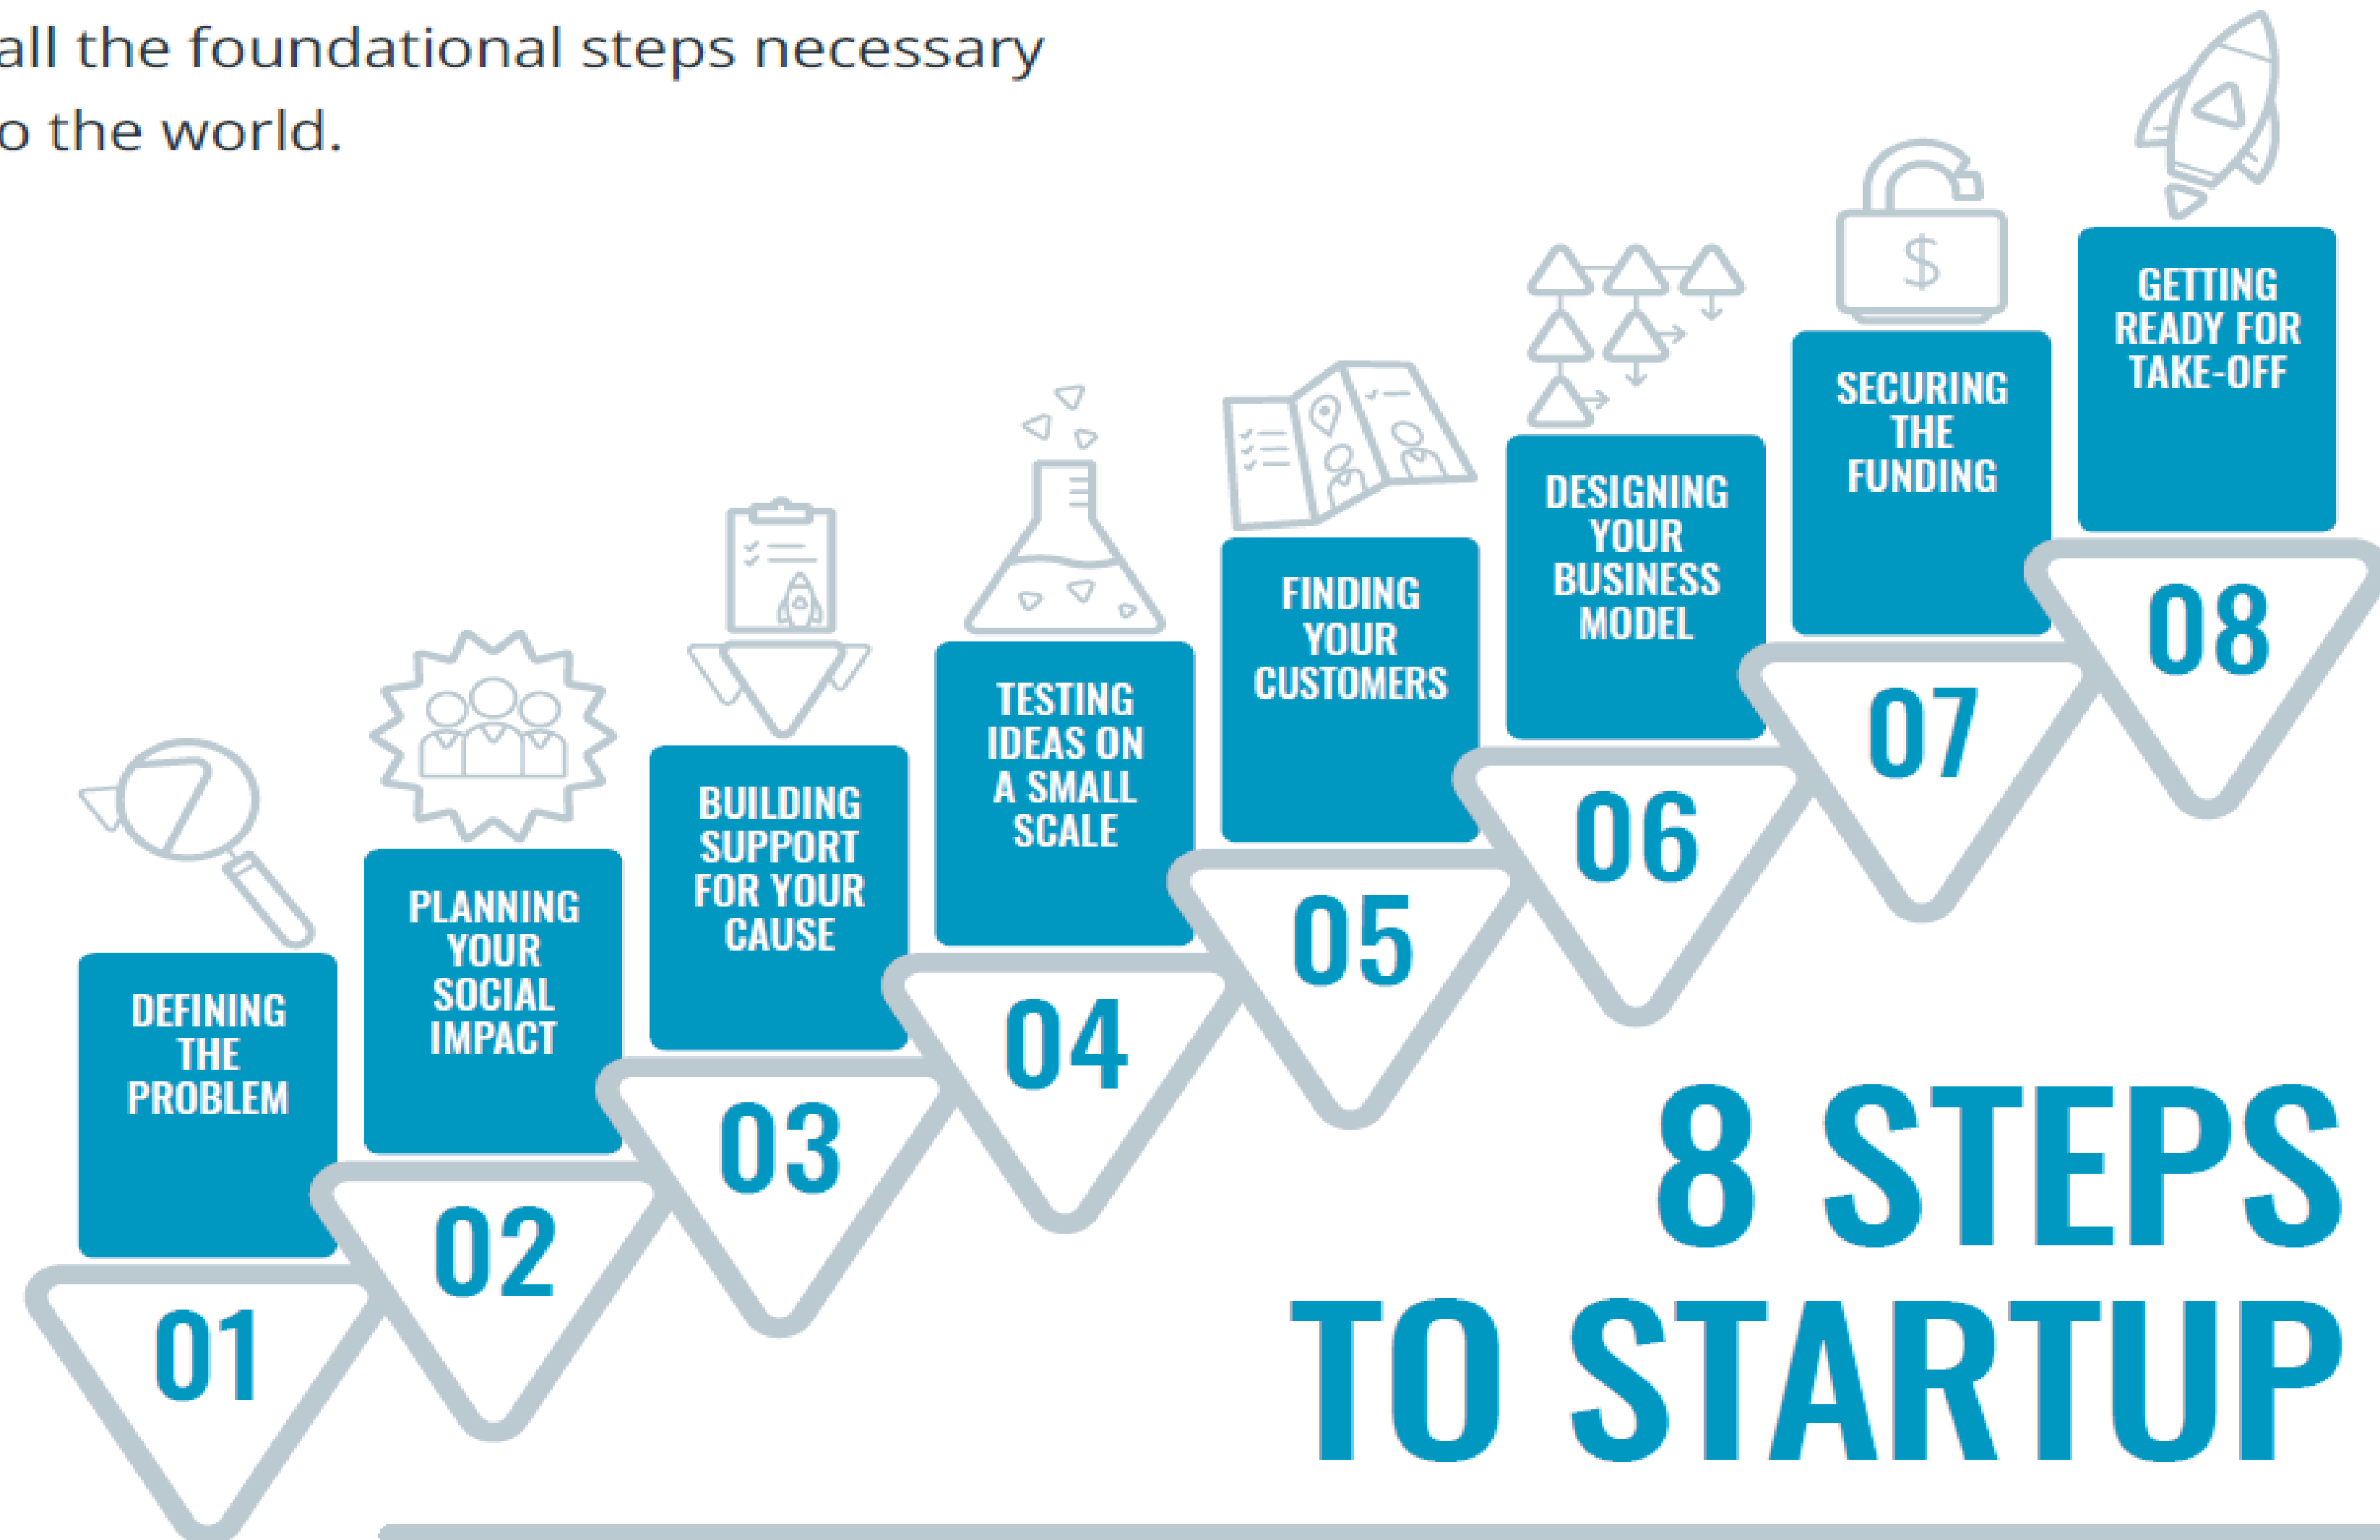 all the foundational steps necessary
o the world.
DEFINING
THE
PROBLEM
01
PLANNING
YOUR
SOCIAL
IMPACT
02
BUILDING
SUPPORT
FOR YOUR
CAUSE
03
TESTING
IDEAS ON
A SMALL
SCALE
04
FINDING
YOUR
CUSTOMERS
05
DESIGNING
YOUR
BUSINESS
MODEL
06
$
SECURING
THE
FUNDING
07
GETTING
READY FOR
TAKE-OFF
08
8 STEPS
TO STARTUP